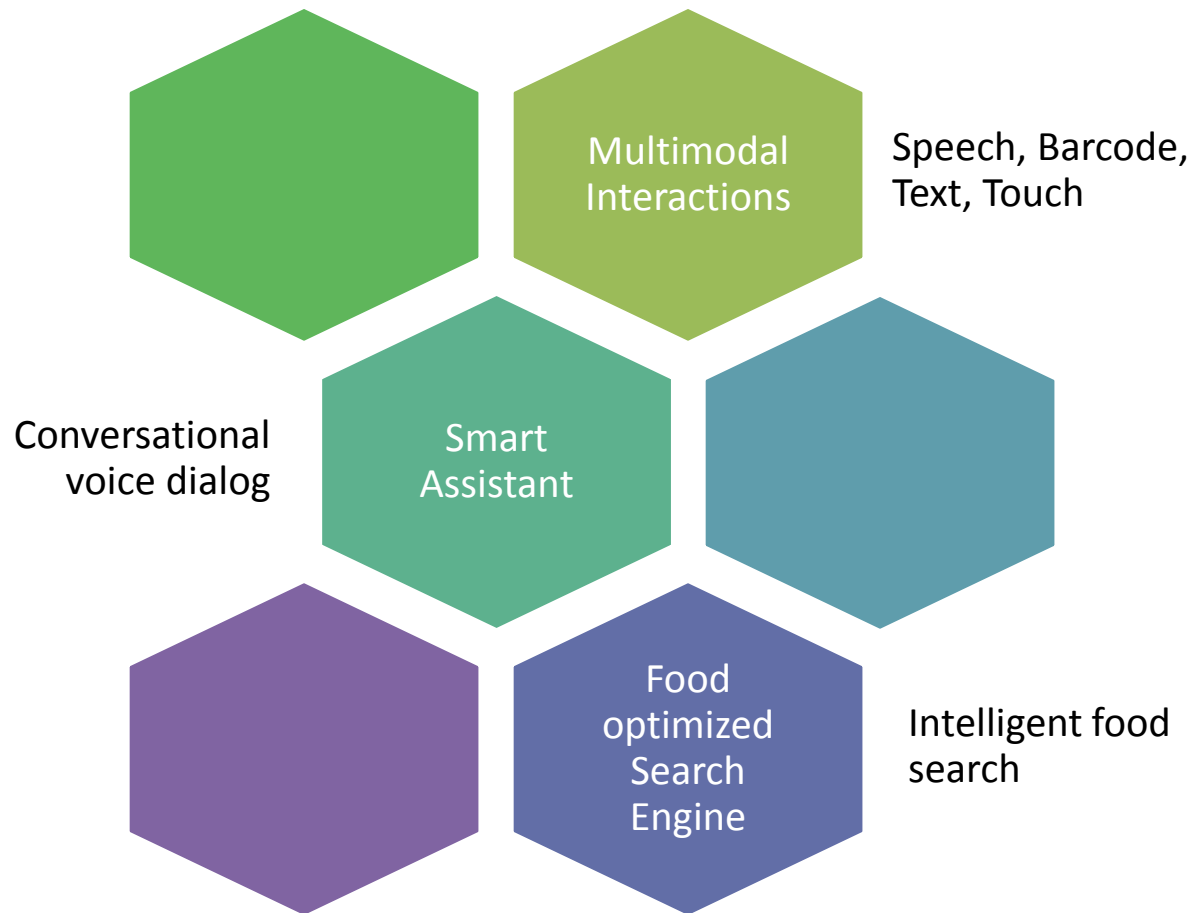 Multimodal
Interactions
Speech, Barcode,
Text, Touch
Conversational
voice dialog
Smart
Assistant
Food
optimized
Search
Engine
Intelligent food
search